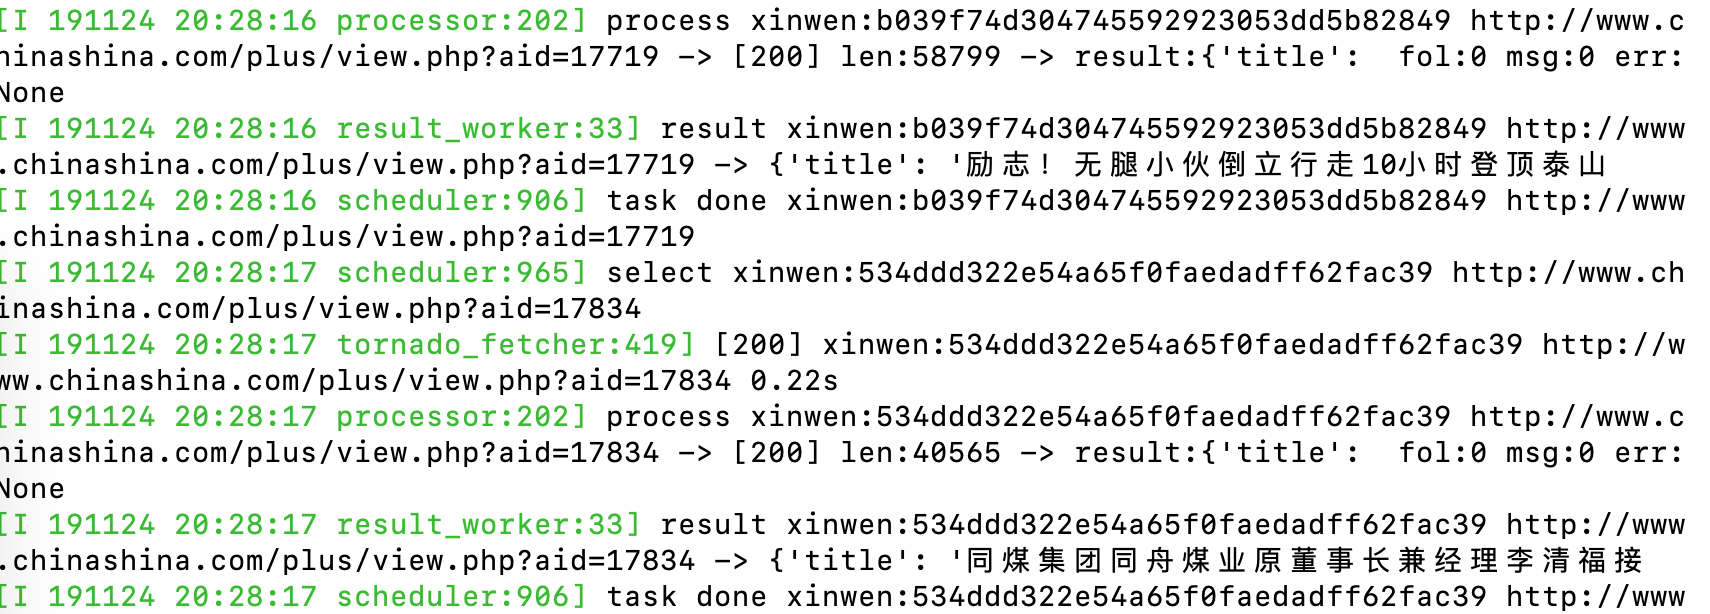 [I 191124 20:28:16 processor:202] process xinwen:b039f74d304745592923053dd5b82849 http://www.c
hinashina.com/plus/view.php?aid=17719 -> [200] len:58799 -> result:{'title':  fol:0 msg:0 err:
None
[I 191124 20:28:16 result_worker:33] result xinwen:b039f74d304745592923053dd5b82849 http://www
.chinashina.com/plus/view.php?aid=17719 -> {'title': '励志！无腿小伙倒立行走10小时登顶泰山
[I 191124 20:28:16 scheduler:906] task done xinwen:b039f74d304745592923053dd5b82849 http://www
.chinashina.com/plus/view.php?aid=17719
[I 191124 20:28:17 scheduler:965] select xinwen:534ddd322e54a65f0faedadff62fac39 http://www.ch
inashina.com/plus/view.php?aid=17834
[I 191124 20:28:17 tornado_fetcher:419] [200] xinwen:534ddd322e54a65f0faedadff62fac39 http://w
ww.chinashina.com/plus/view.php?aid=17834 0.22s
[I 191124 20:28:17 processor:202] process xinwen:534ddd322e54a65f0faedadff62fac39 http://www.c
hinashina.com/plus/view.php?aid=17834 -> [200] len:40565 -> result:{'title':  fol:0 msg:0 err:
None
[I 191124 20:28:17 result_worker:33] result xinwen:534ddd322e54a65f0faedadff62fac39 http://www
.chinashina.com/plus/view.php?aid=17834 -> {'title': '同煤集团同舟煤业原董事长兼经理李清福接
[I 191124 20:28:17 scheduler:906] task done xinwen:534ddd322e54a65f0faedadff62fac39 http://www